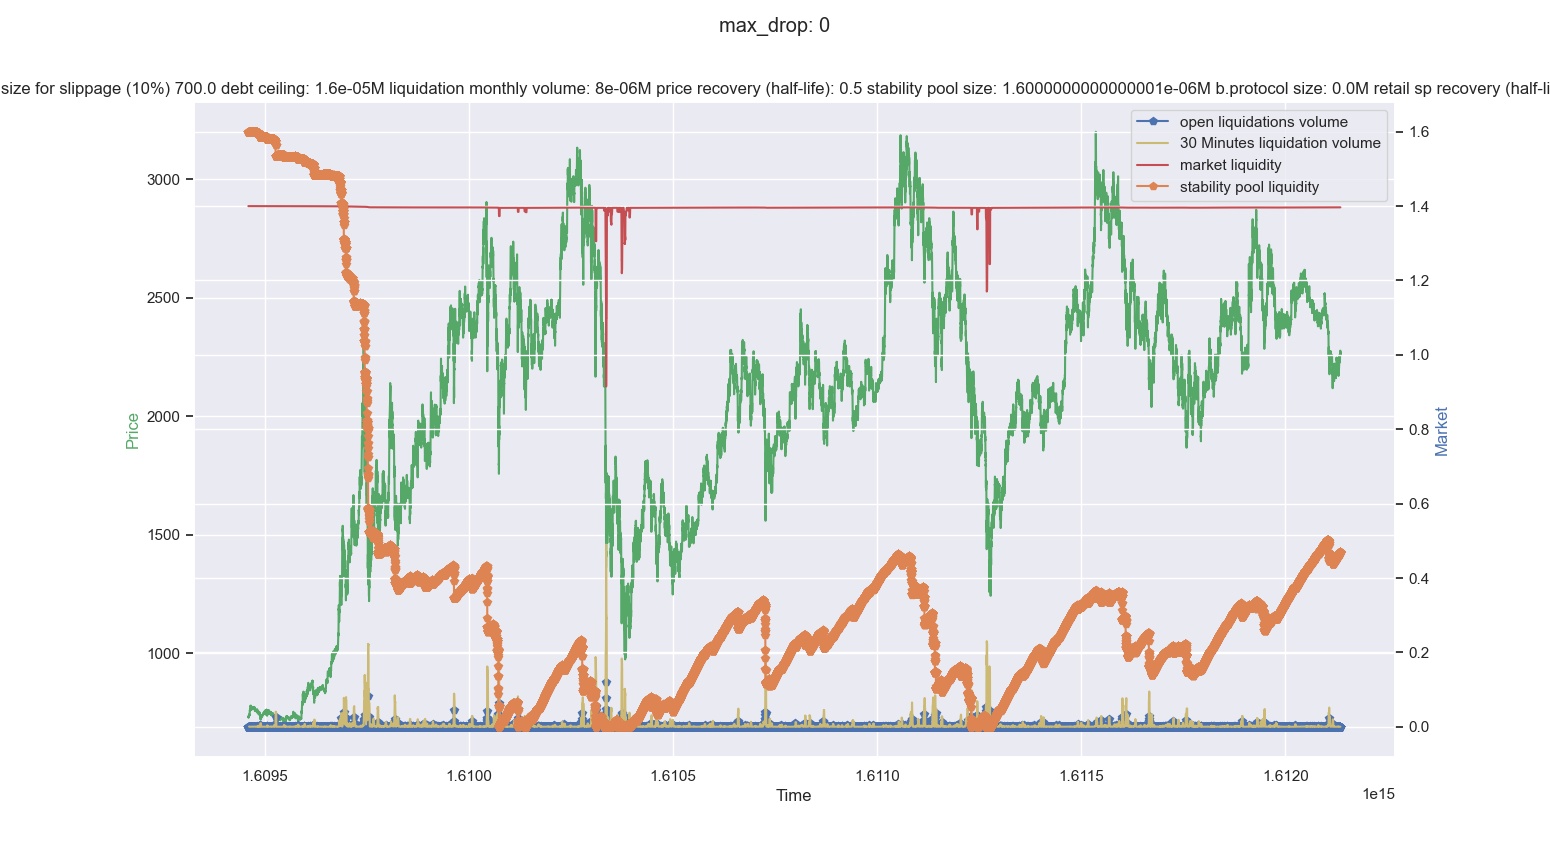 max_drop: 0
size for slippage (10%) 700.0 debt ceiling: 1.6e-05M liquidation monthly volume: 8e-06M price recovery (half-life): 0.5 stability pool size: 1.6000000000000001e-06M b.protocol size: 0.0M retail sp recovery (half-li
open liquidations volume
30 Minutes liquidation volume
market liquidity
stability pool liquidity
3000
2500
2000
1500
1000
Price
1.6
1.4
1.2
1.0
0.8
0.6
0.4
0.2
0.0
Market
1.6095
1.6100
1.6105
1.6110
1.6115
1.6120
Time
1e15